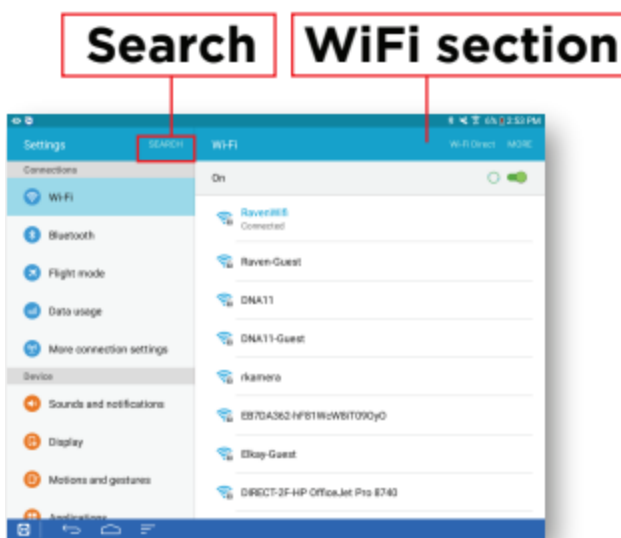 Search
WiFi section
6% 2:53 PM
Settings
SEARCH
Wi-Fi
Wi-Fi Direct
MORE
Connections
Wi-Fi
Bluetooth
Flight mode
Data usage
More connection settings
Device
Sounds and notifications
Display
Motions and gestures
Applications
On
RavenWifi
Connected
Raven-Guest
DNA11
DNA11-Guest
rkamera
Elkay-Guest
DIRECT-2F-HP OfficeJet Pro 8740